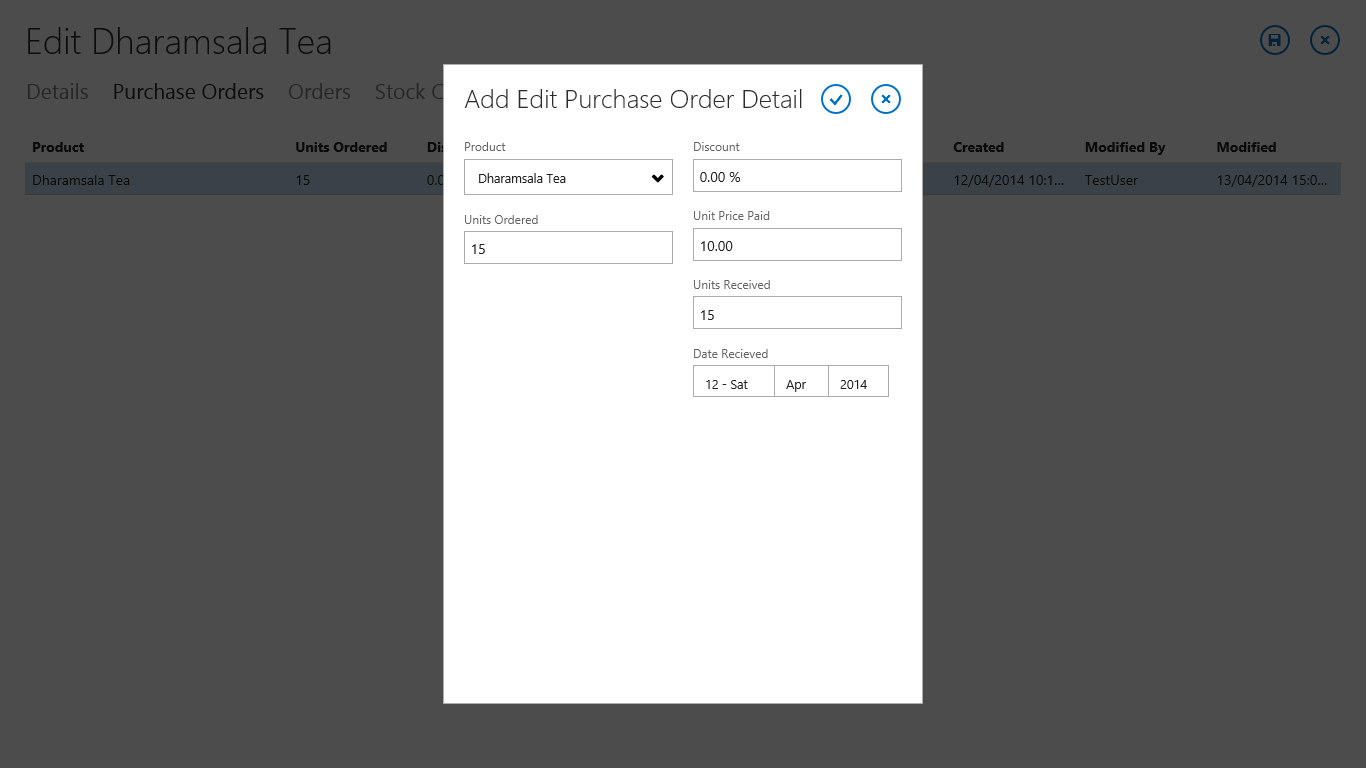 Edit Dharamsala Tea
Details Purchase Orders Orders Stock
Product Units Ordered Created Modified By Modified
Dharamsala Tea 15 12/04/2014 10:1... TestUser 13/04/2014 15:0...
Add Edit Purchase Order Detail
Product
Dharamsala Tea
Units Ordered
15
Discount
0.00 %
Unit Price Paid
10.00
Units Received
15
Date Recieved
12 - Sat Apr 2014